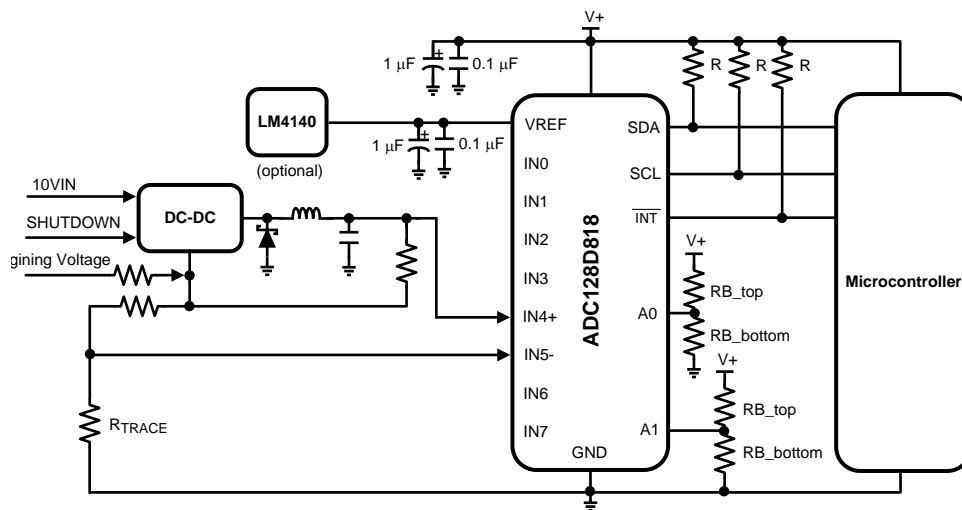 V+
1 µF
+
0.1 µF
R
R
R
LM4140
(optional)
1 µF
+
0.1 µF
VREF
SDA
IN0
10VIN
SCL
IN1
SHUTDOWN
DC-DC
INT
IN2
V+
gining Voltage
IN3
ADC128D818
Microcontroller
RB_top
IN4+
A0
RB_bottom
IN5-
V+
IN6
RB_top
RTRACE
IN7
A1
RB_bottom
GND